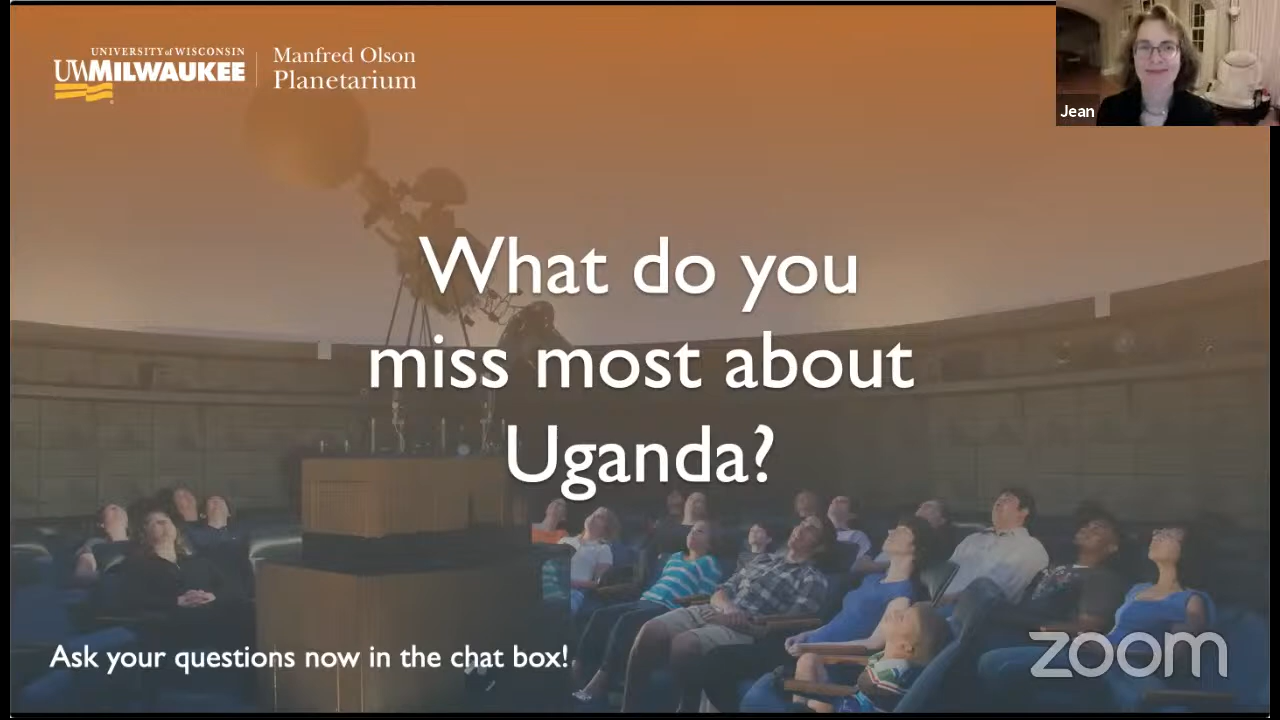 UNIVERSITY of WISCONSIN
UWMILWAUKEE
Manfred Olson
Planetarium
Jean
What do you
miss most about
Uganda?
Ask your questions now in the chat box!
zoom